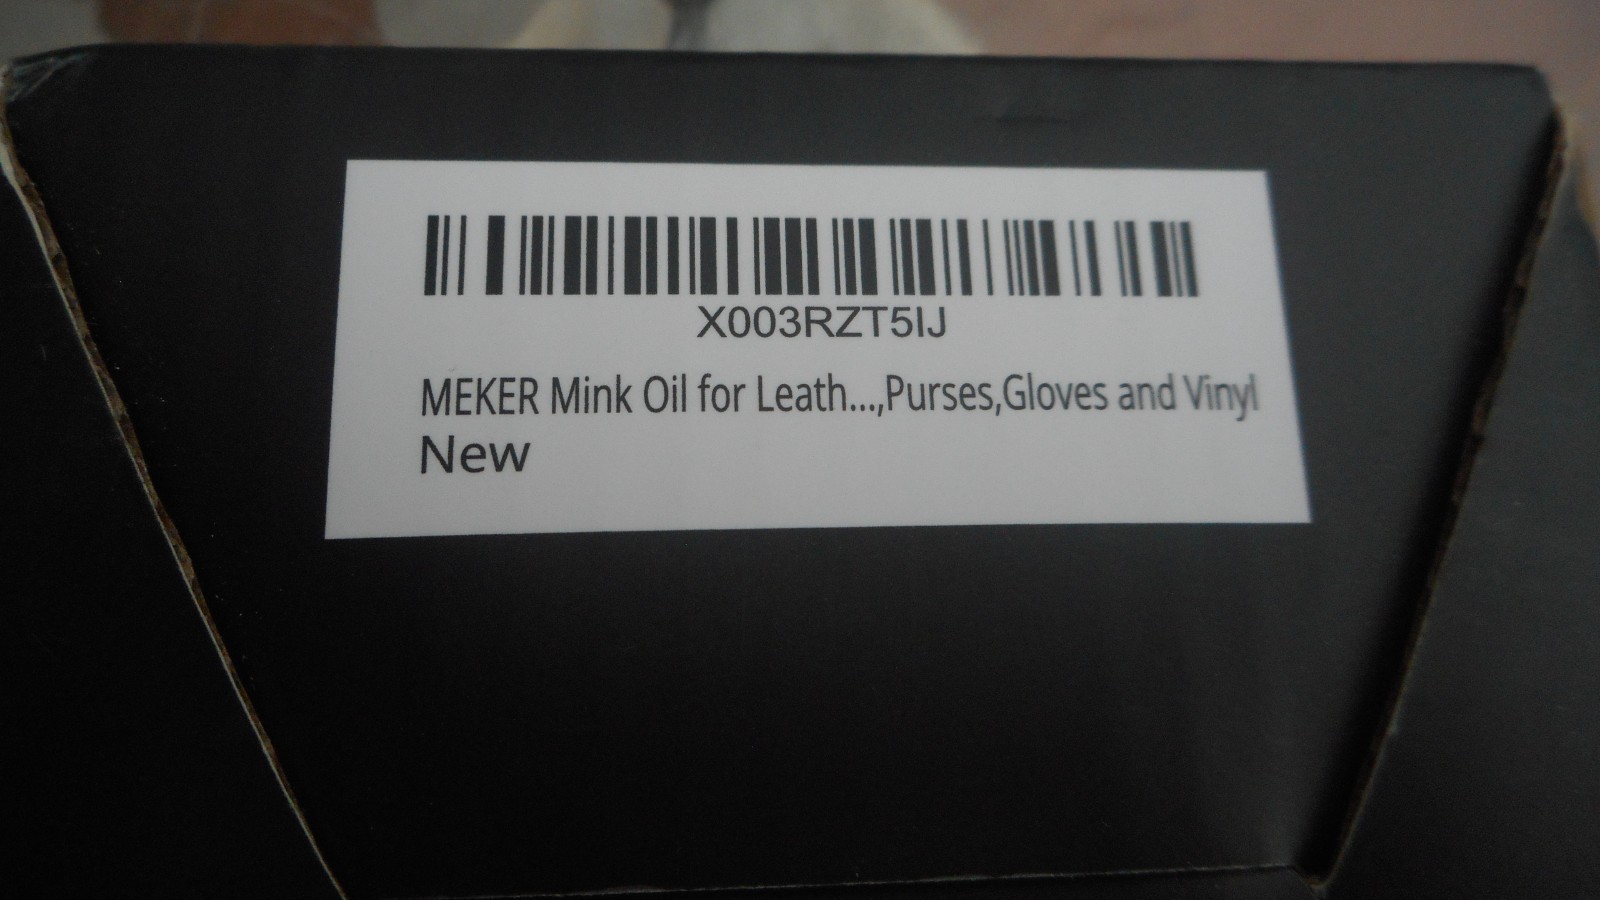 X003RZT5IJ
MEKER Mink Oil for Leath...,Purses,Gloves and Vinyl
New